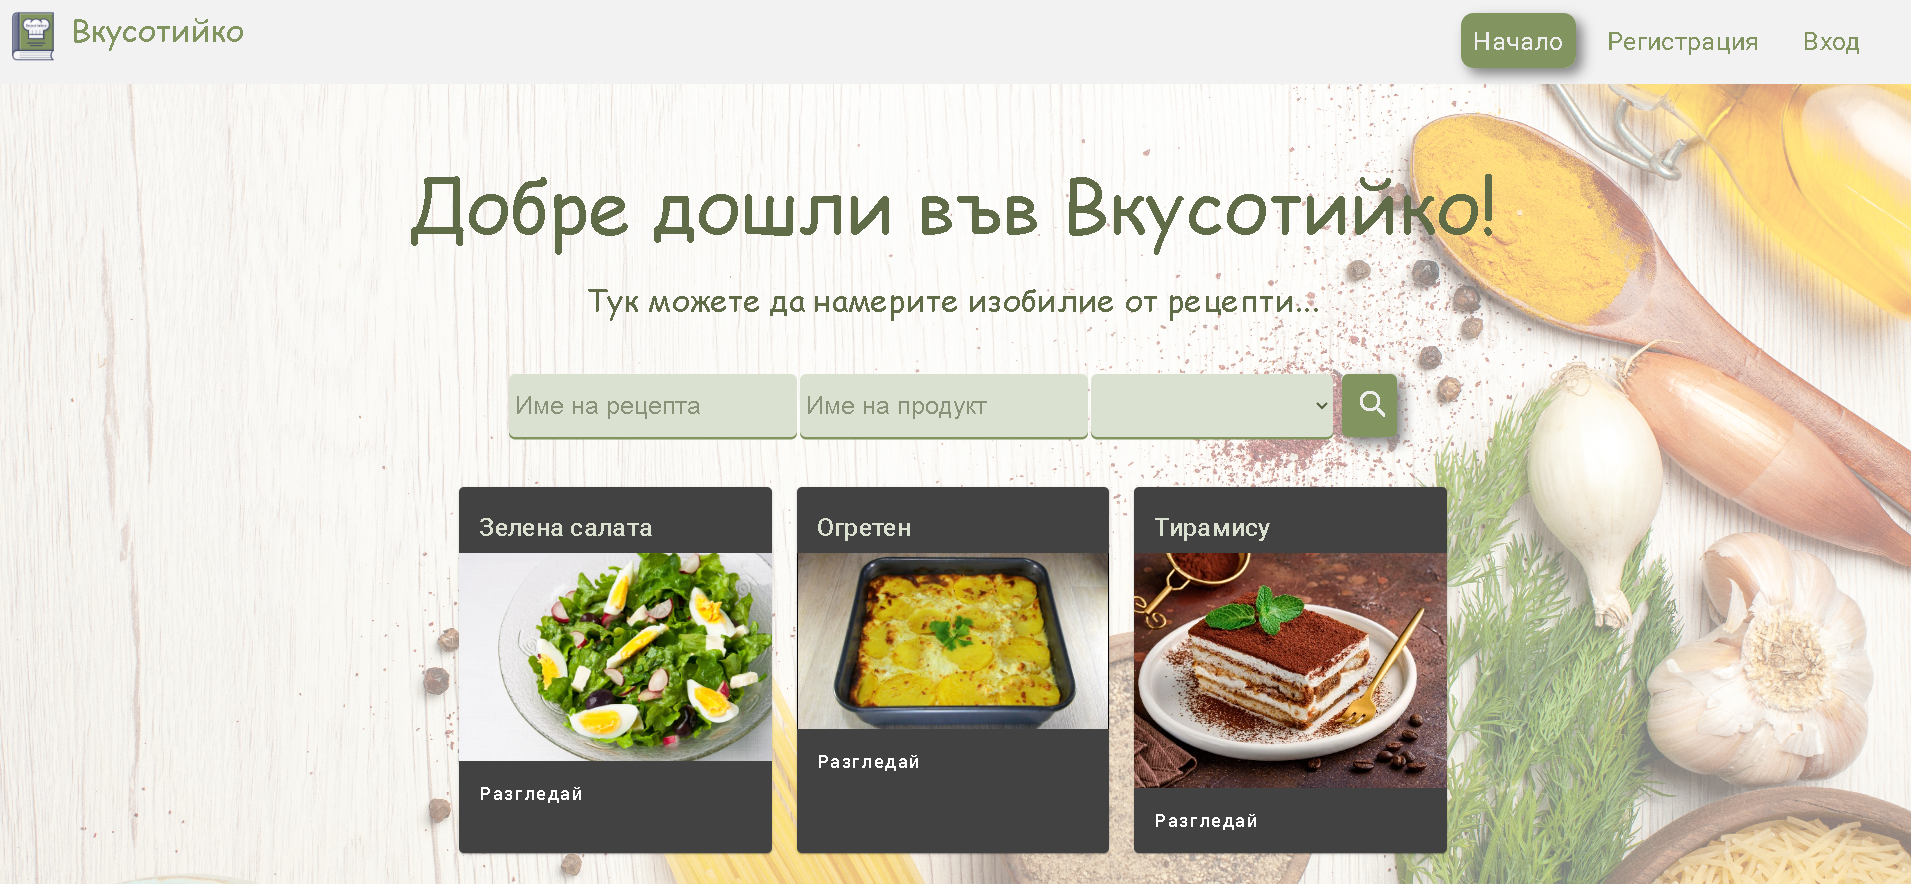 Вкусотийко
Начало Регистрация Вход
Добре дошли във Вкусотийко!
Тук можете да намерите изобилие от рецепти...
Име на рецепта Име на продукт
Зелена салата Огретен Тирамису
Разгледай Разгледай Разгледай